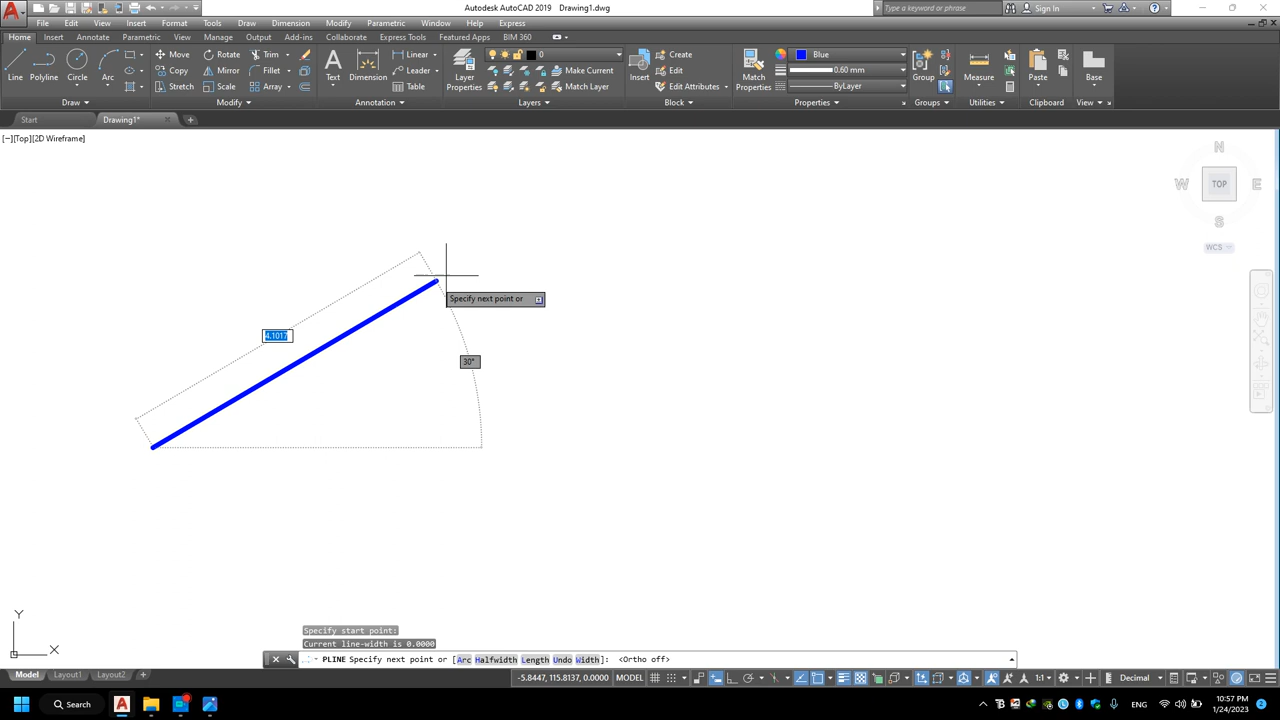 Autodesk AutoCAD 2019 Drawing1.dwg
Type a keyword or phrase
Sign In
File Edit View Insert Format Tools Draw Dimension Modify Parametric Window Help Express
Home Insert Annotate Parametric View Manage Output Add-ins Collaborate Express Tools Featured Apps BIM 360
Line Polyline Circle Arc
Move Rotate Trim
Copy Mirror Fillet
Stretch Scale Array
Text Dimension
Linear
Leader
Table
Layer Properties
0
Make Current
Match Layer
Insert
Create
Edit
Edit Attributes
Match Properties
Blue
0.60 mm
ByLayer
Group Measure Paste Base
Draw Modify Annotation Layers Block Properties Groups Utilities Clipboard View
Start Drawing1*
[−][Top][2D Wireframe]
N
W TOP E
S
WCS
Specify next point or
4.1017
30°
Y
X
Specify start point:
Current line-width is 0.0000
PLINE Specify next point or [Arc Halfwidth Length Undo Width]: <Ortho off>
Model Layout1 Layout2
-5.8447, 115.8137, 0.0000 MODEL
1:1
Decimal
Search
ENG
10:57 PM
1/24/2023